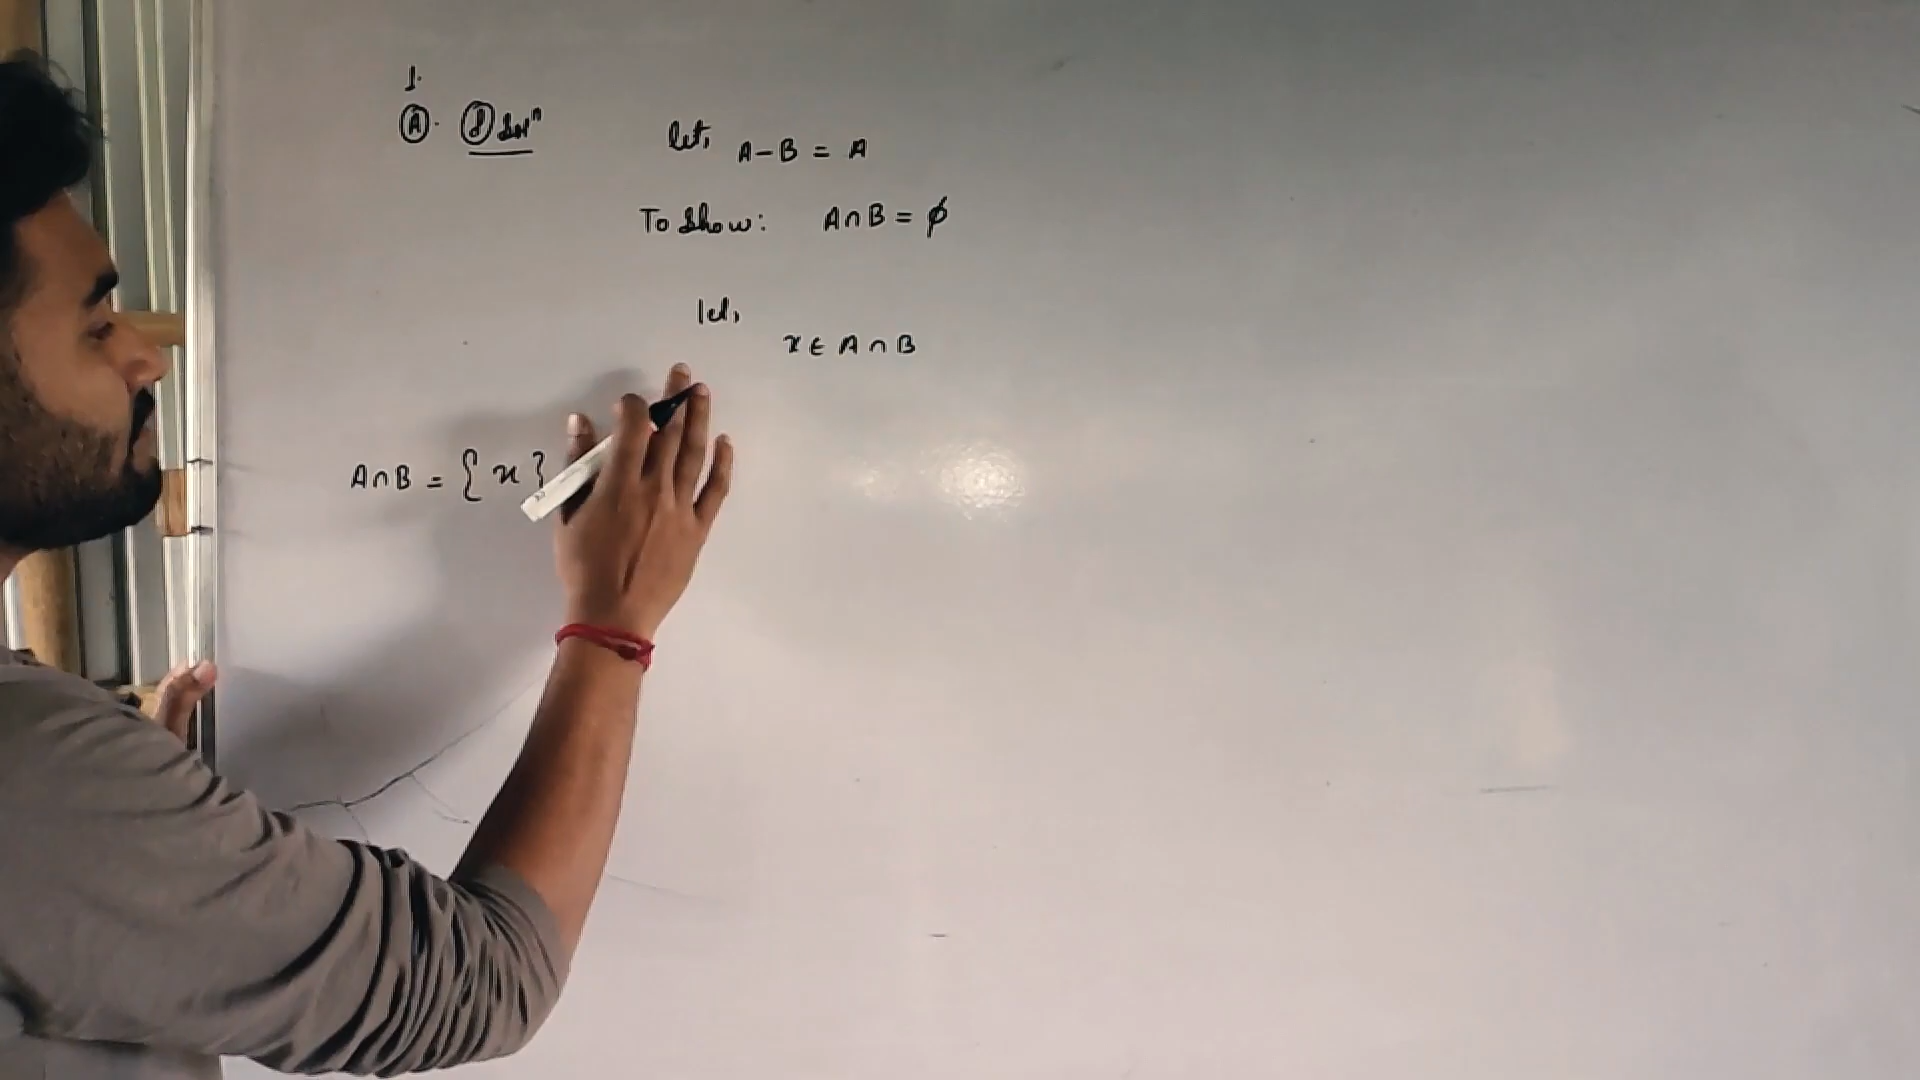 1.
(A). (P) Solⁿ
let, A - B = A
To Show: A ∩ B = ϕ
let,
x ∈ A ∩ B
A ∩ B = { x }